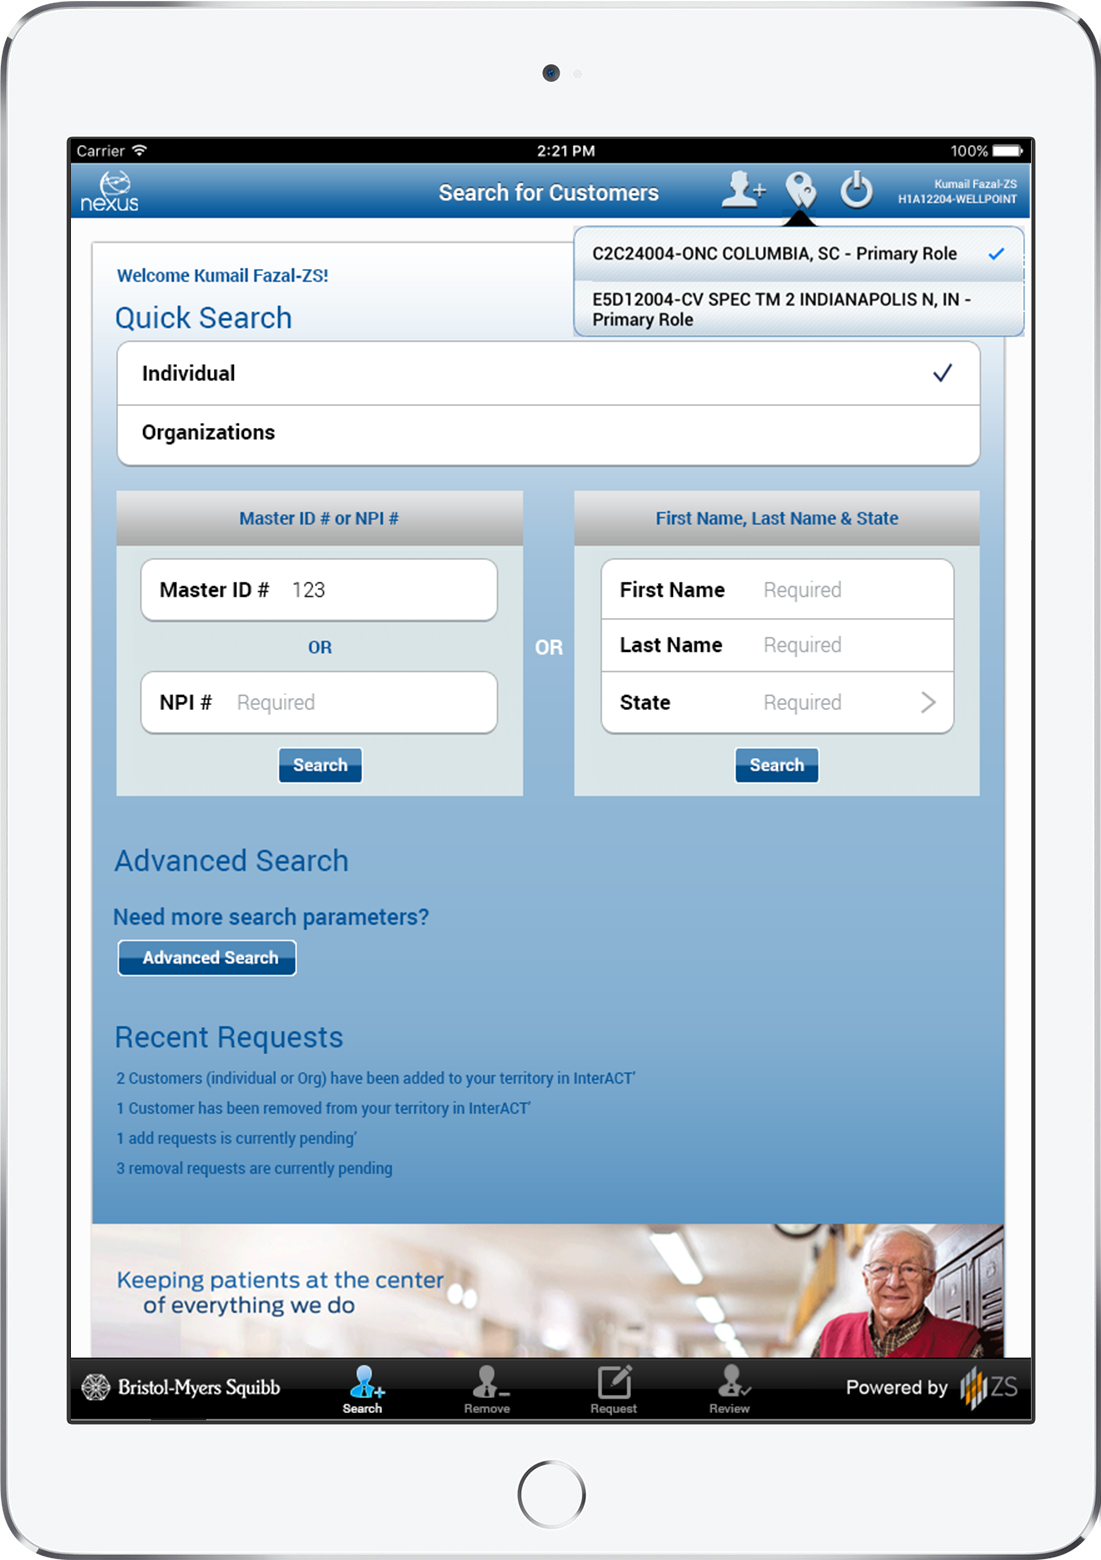 Carrier 2:21 PM 100%
nexus Search for Customers Kumail Fazal-ZS
H1A12204-WELLPOINT
C2C24004-ONC COLUMBIA, SC - Primary Role
E5D12004-CV SPEC TM 2 INDIANAPOLIS N, IN -
Primary Role
Welcome Kumail Fazal-ZS!
Quick Search
Individual
Organizations
Master ID # or NPI #
Master ID # 123
OR
NPI # Required
Search
OR
First Name, Last Name & State
First Name Required
Last Name Required
State Required
Search
Advanced Search
Need more search parameters?
Advanced Search
Recent Requests
2 Customers (individual or Org) have been added to your territory in InterACT’
1 Customer has been removed from your territory in InterACT’
1 add requests is currently pending’
3 removal requests are currently pending
Keeping patients at the center
of everything we do
Bristol-Myers Squibb Search Remove Request Review Powered by ZS